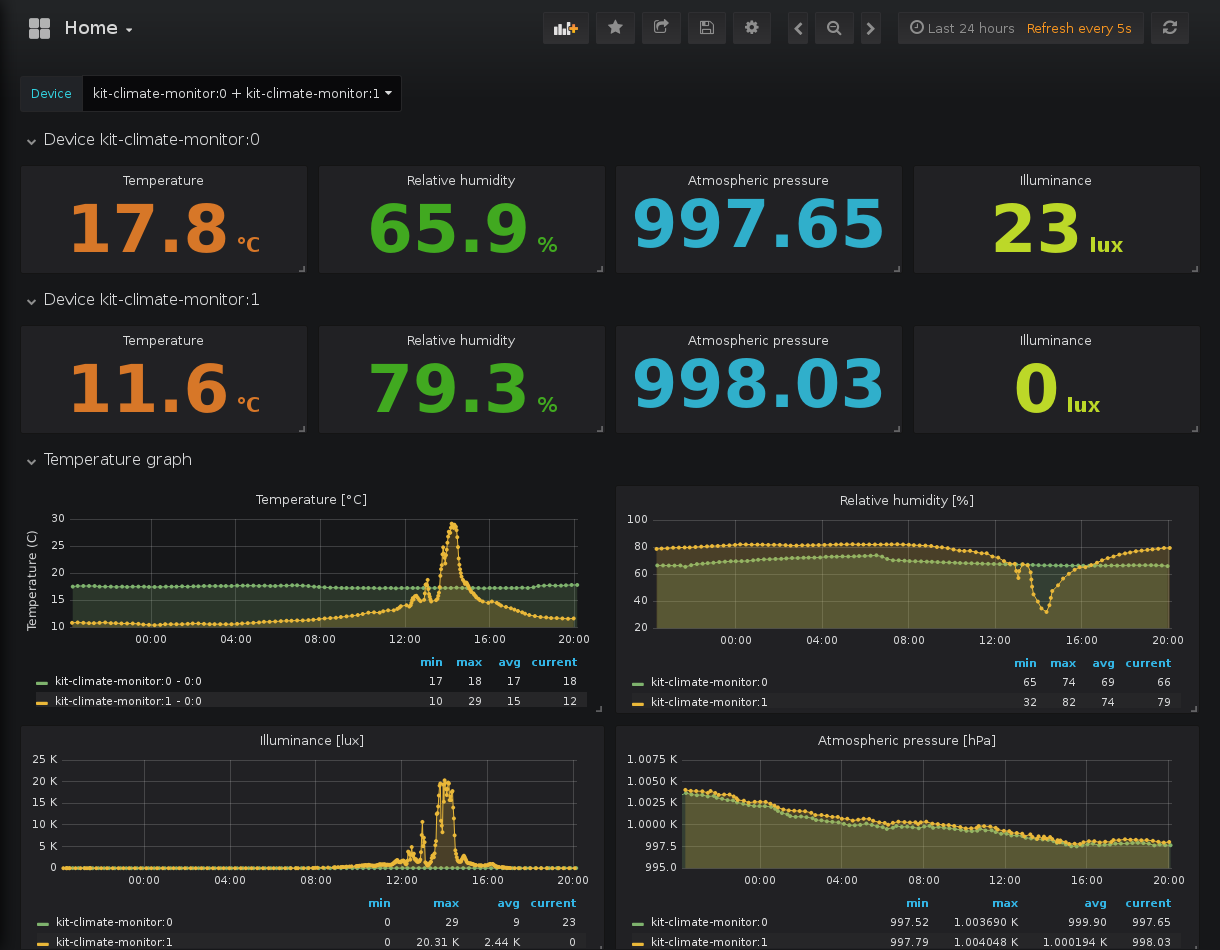 Home
Last 24 hours Refresh every 5s
Device kit-climate-monitor:0 + kit-climate-monitor:1
Device kit-climate-monitor:0
Temperature Relative humidity Atmospheric pressure Illuminance
17.8 °C 65.9 % 997.65 23 lux
Device kit-climate-monitor:1
Temperature Relative humidity Atmospheric pressure Illuminance
11.6 °C 79.3 % 998.03 0 lux
Temperature graph
Temperature [°C]
Temperature (C)
30
25
20
15
10
00:00 04:00 08:00 12:00 16:00 20:00
min max avg current
kit-climate-monitor:0 - 0:0 17 18 17 18
kit-climate-monitor:1 - 0:0 10 29 15 12
Relative humidity [%]
100
80
60
40
20
00:00 04:00 08:00 12:00 16:00 20:00
min max avg current
kit-climate-monitor:0 65 74 69 66
kit-climate-monitor:1 32 82 74 79
Illuminance [lux]
25 K
20 K
15 K
10 K
5 K
0
00:00 04:00 08:00 12:00 16:00 20:00
min max avg current
kit-climate-monitor:0 0 29 9 23
kit-climate-monitor:1 0 20.31 K 2.44 K 0
Atmospheric pressure [hPa]
1.0075 K
1.0050 K
1.0025 K
1.0000 K
997.5
995.0
00:00 04:00 08:00 12:00 16:00 20:00
min max avg current
kit-climate-monitor:0 997.52 1.003690 K 999.90 997.65
kit-climate-monitor:1 997.79 1.004048 K 1.000194 K 998.03